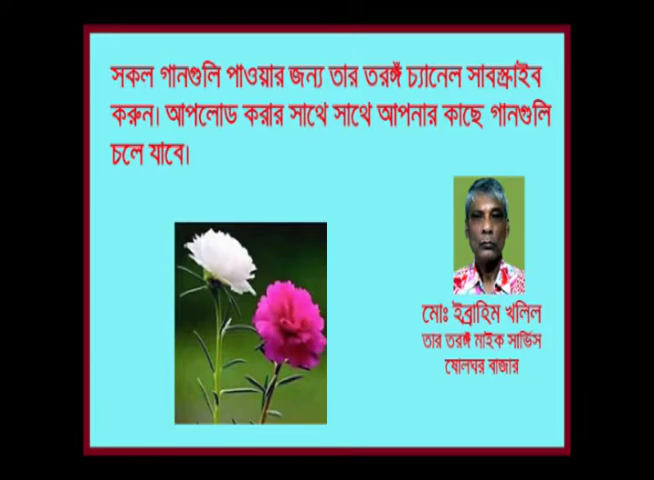 সকল গানগুলি পাওয়ার জন্য তার তরঙ্গঁ চ্যানেল সাবস্ক্রাইব
করুন। আপলোড করার সাথে সাথে আপনার কাছে গানগুলি
চলে যাবে।
মোঃ ইব্রাহিম খলিল
তার তরঙ্গঁ মাইক সার্ভিস
ষোলঘর বাজার